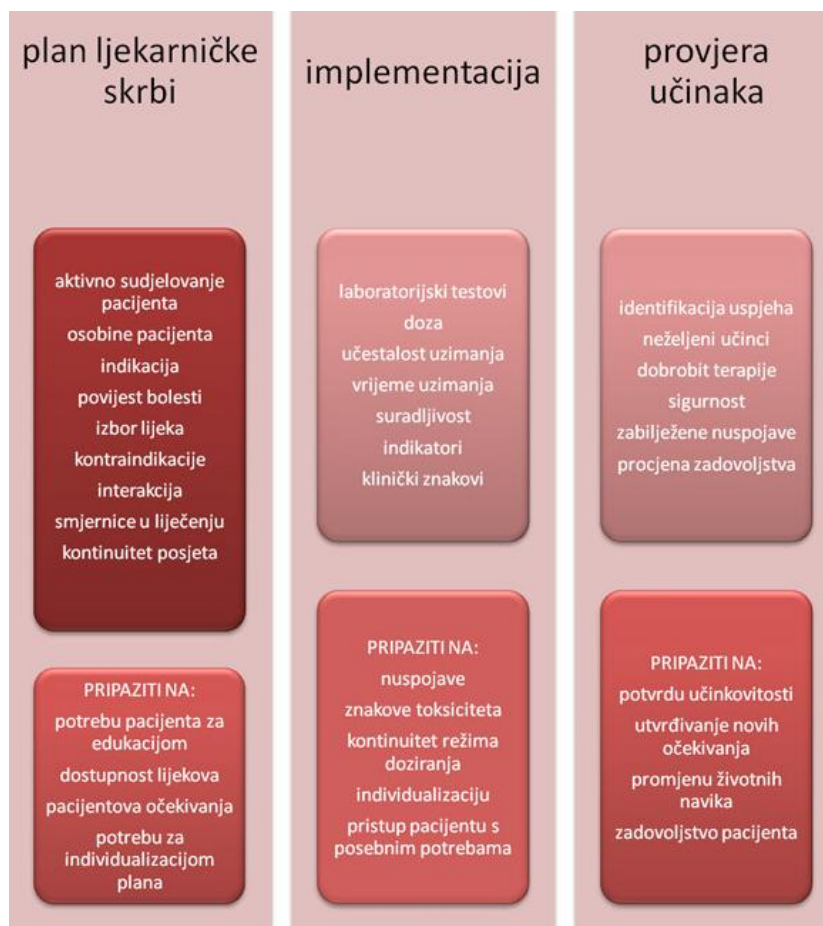 plan ljekarničke
skrbi
aktivno sudjelovanje
pacijenta
osobine pacijenta
indikacija
povijest bolesti
izbor lijeka
kontraindikacije
interakcija
smjernice u liječenju
kontinuitet posjeta
PRIPAZITI NA:
potrebu pacijenta za
edukacijom
dostupnost lijekova
pacijentova očekivanja
potrebu za
individualizacijom
plana
implementacija
laboratorijski testovi
doza
učestalost uzimanja
vrijeme uzimanja
suradljivost
indikatori
klinički znakovi
PRIPAZITI NA:
nuspojave
znakove toksiciteta
kontinuitet režima
doziranja
individualizaciju
pristup pacijentu s
posebnim potrebama
provjera
učinaka
identifikacija uspjeha
neželjeni učinci
dobrobit terapije
sigurnost
zabilježene nuspojave
procjena zadovoljstva
PRIPAZITI NA:
potvrdu učinkovitosti
utvrđivanje novih
očekivanja
promjenu životnih
navika
zadovoljstvo pacijenta